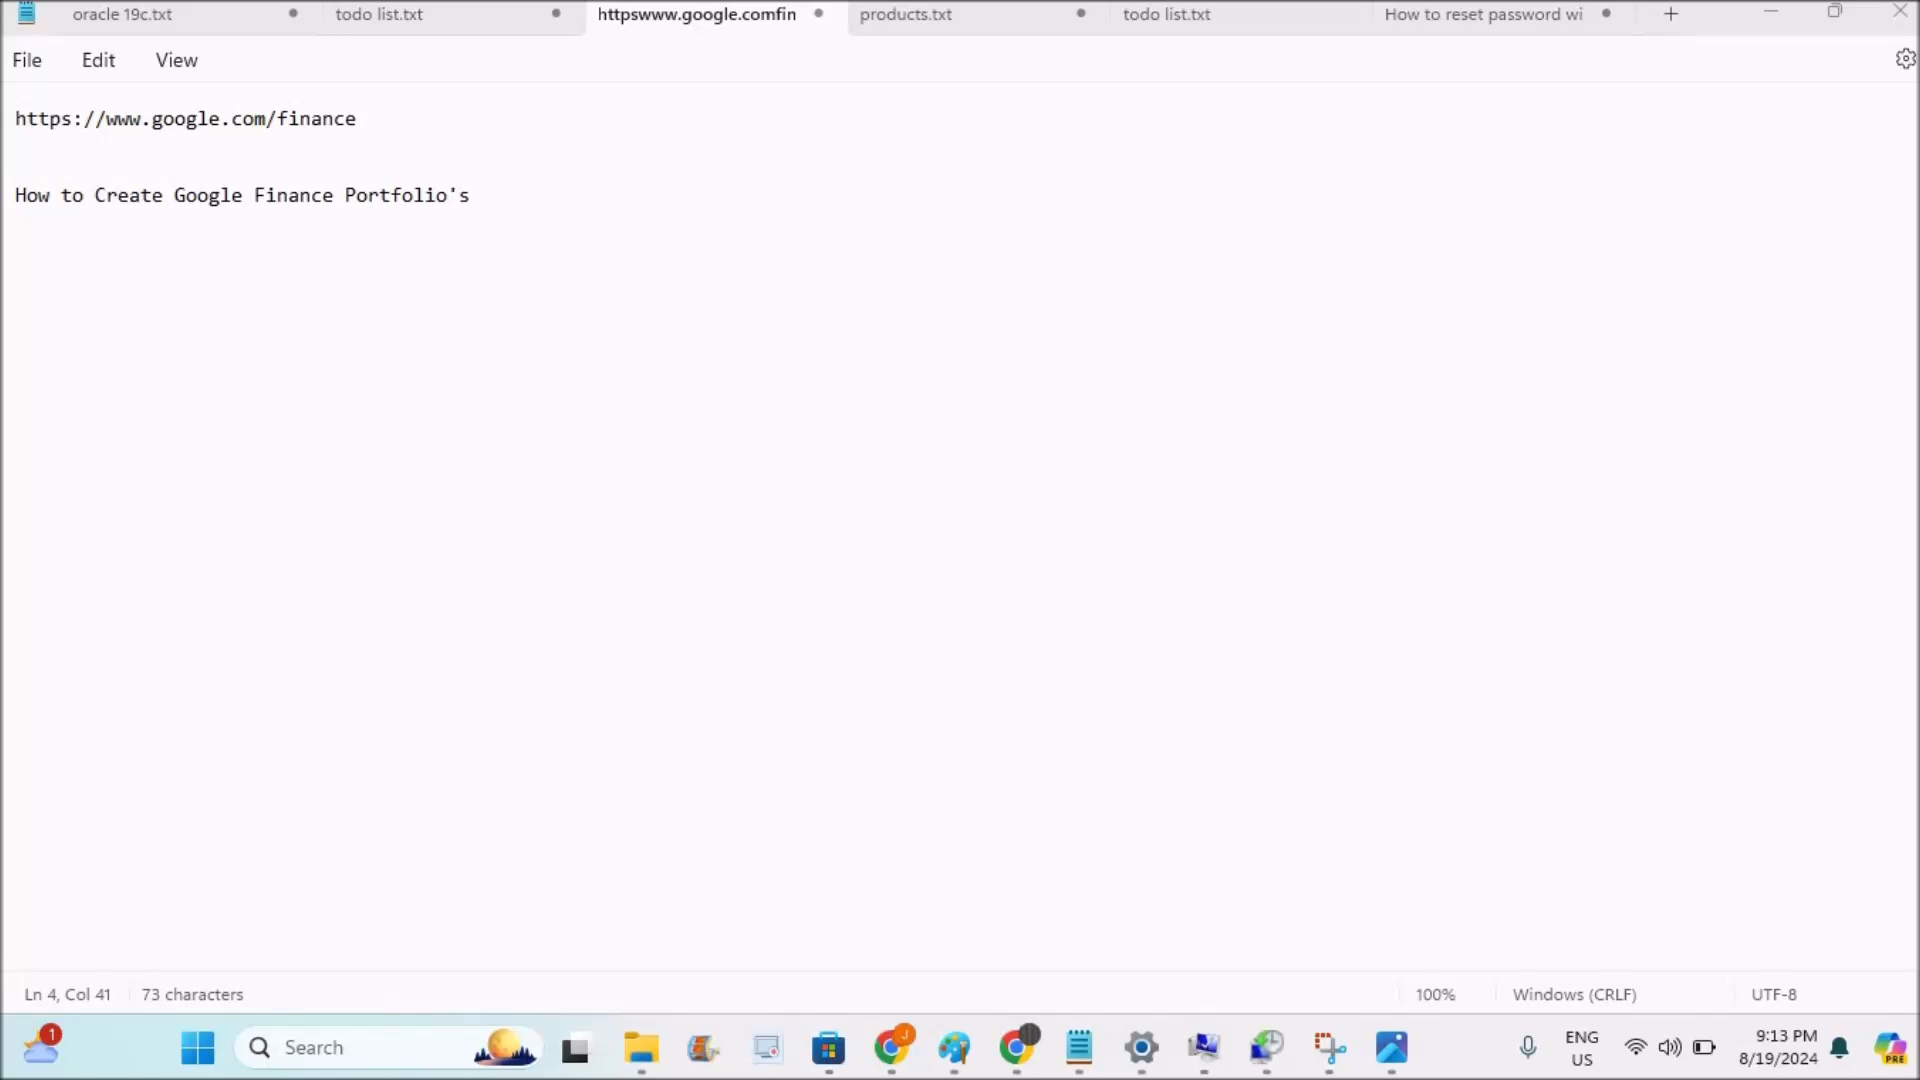 oracle 19c.txt
todo list.txt
httpswww.google.comfin
products.txt
todo list.txt
How to reset password wi
File
Edit
View
https://www.google.com/finance
How to Create Google Finance Portfolio's
Ln 4, Col 41
73 characters
100%
Windows (CRLF)
UTF-8
1
Search
J
ENG
US
9:13 PM
8/19/2024
PRE